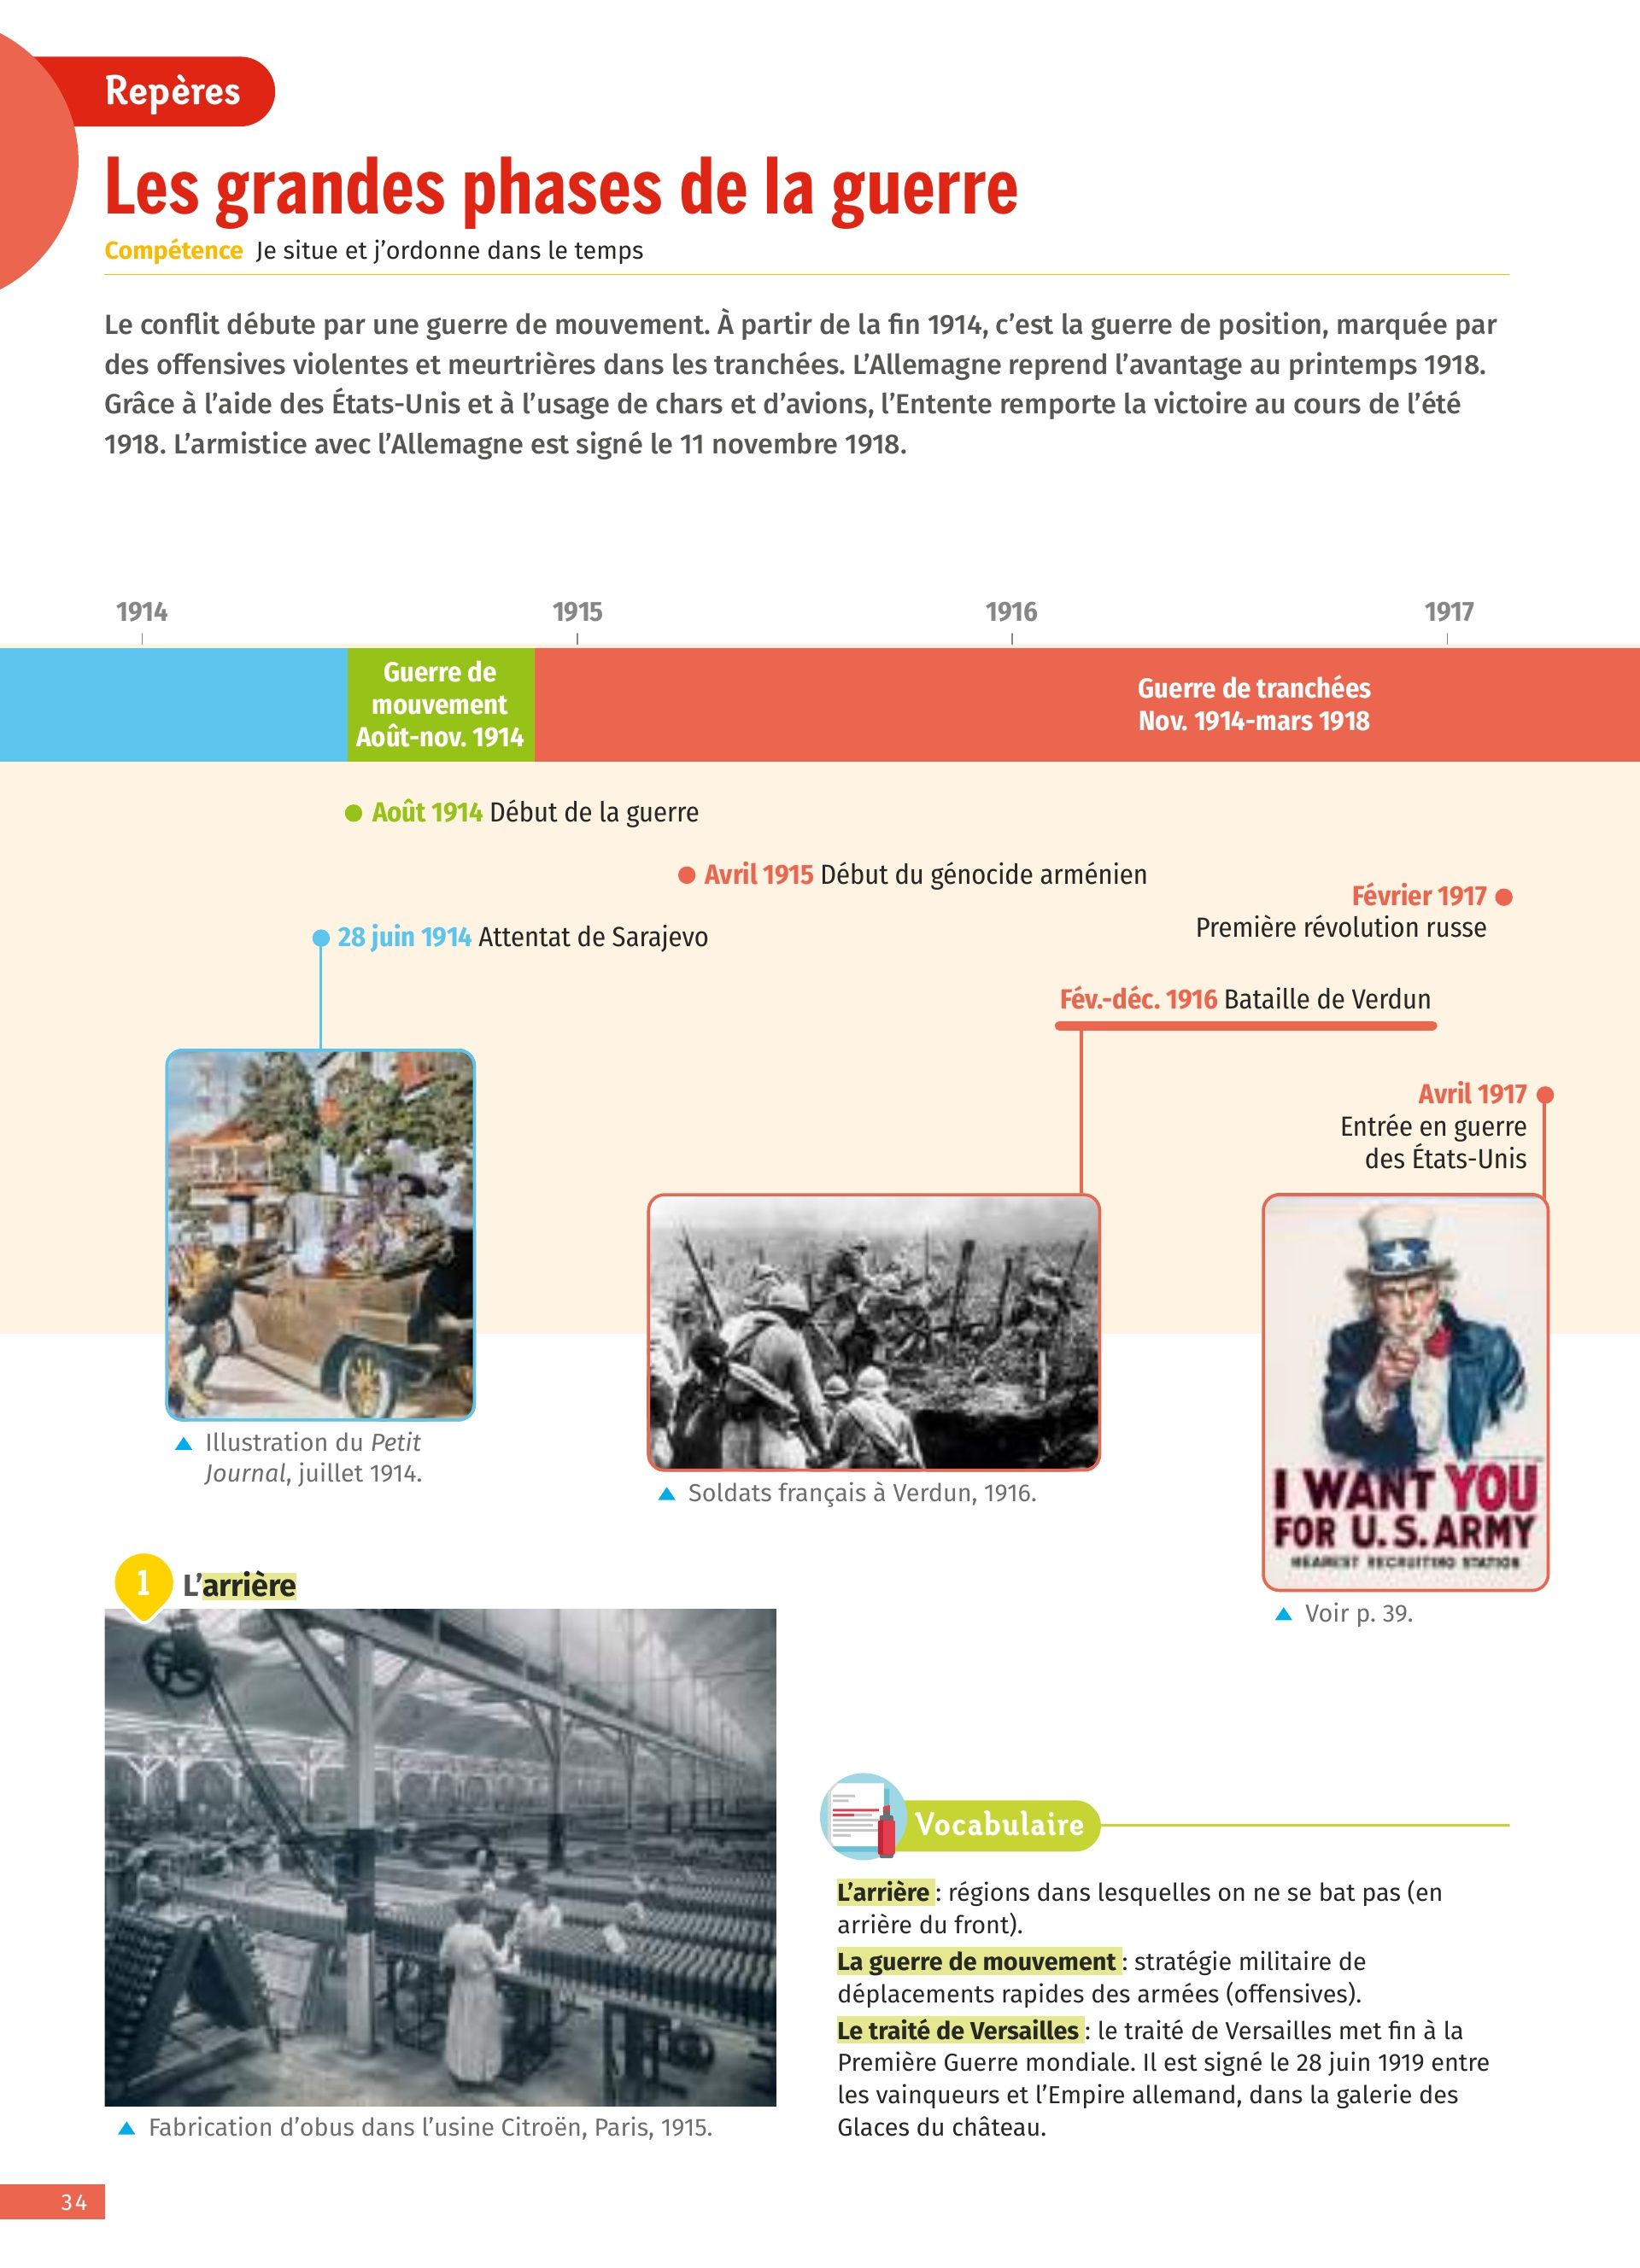 Repères
Les grandes phases de la guerre
Compétence Je situe et j’ordonne dans le temps
Le conflit débute par une guerre de mouvement. À partir de la fin 1914, c’est la guerre de position, marquée par
des offensives violentes et meurtrières dans les tranchées. L’Allemagne reprend l’avantage au printemps 1918.
Grâce à l’aide des États-Unis et à l’usage de chars et d’avions, l’Entente remporte la victoire au cours de l’été
1918. L’armistice avec l’Allemagne est signé le 11 novembre 1918.
1914
1915
1916
1917
Guerre de
mouvement
Août-nov. 1914
Guerre de tranchées
Nov. 1914-mars 1918
Août 1914 Début de la guerre
Avril 1915 Début du génocide arménien
Février 1917
Première révolution russe
28 juin 1914 Attentat de Sarajevo
Fév.-déc. 1916 Bataille de Verdun
Avril 1917
Entrée en guerre
des États-Unis
I WANT YOU
FOR U.S. ARMY
NEAREST RECRUITING STATION
Illustration du Petit
Journal, juillet 1914.
Soldats français à Verdun, 1916.
Voir p. 39.
1 L’arrière
Fabrication d’obus dans l’usine Citroën, Paris, 1915.
Vocabulaire
L’arrière : régions dans lesquelles on ne se bat pas (en
arrière du front).
La guerre de mouvement : stratégie militaire de
déplacements rapides des armées (offensives).
Le traité de Versailles : le traité de Versailles met fin à la
Première Guerre mondiale. Il est signé le 28 juin 1919 entre
les vainqueurs et l’Empire allemand, dans la galerie des
Glaces du château.
34